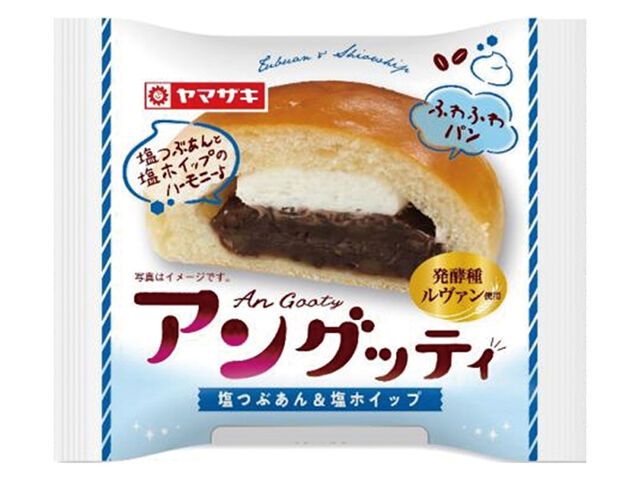 Tubuan & Shiowhip
ヤマザキ
ふわふわ
パン
塩つぶあんと
塩ホイップの
ハーモニー♪
写真はイメージです。
発酵種
ルヴァン使用
An Gooty
アングッティ
塩つぶあん&塩ホイップ